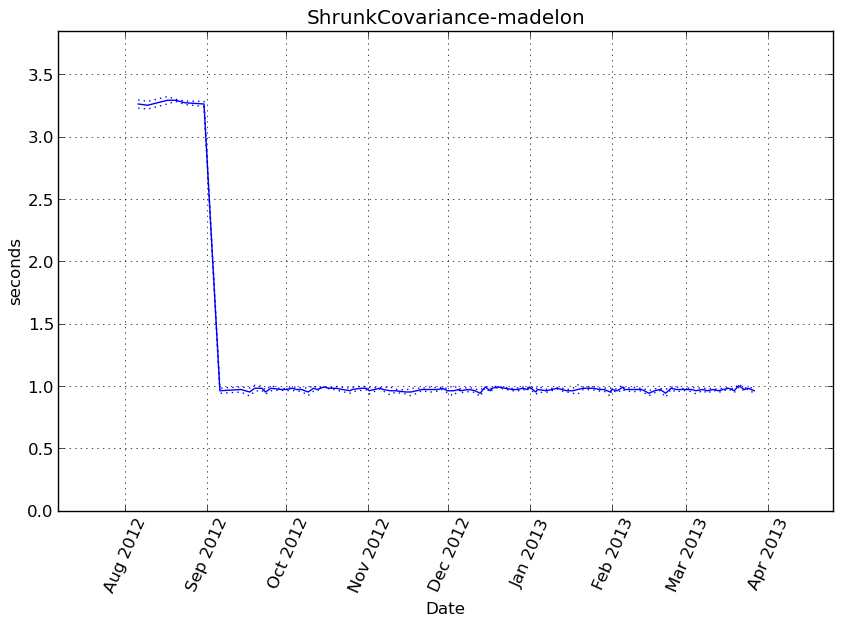 ShrunkCovariance-madelon
3.5
3.0
2.5
2.0
1.5
1.0
0.5
0.0
seconds
Aug 2012
Sep 2012
Oct 2012
Nov 2012
Dec 2012
Jan 2013
Feb 2013
Mar 2013
Apr 2013
Date